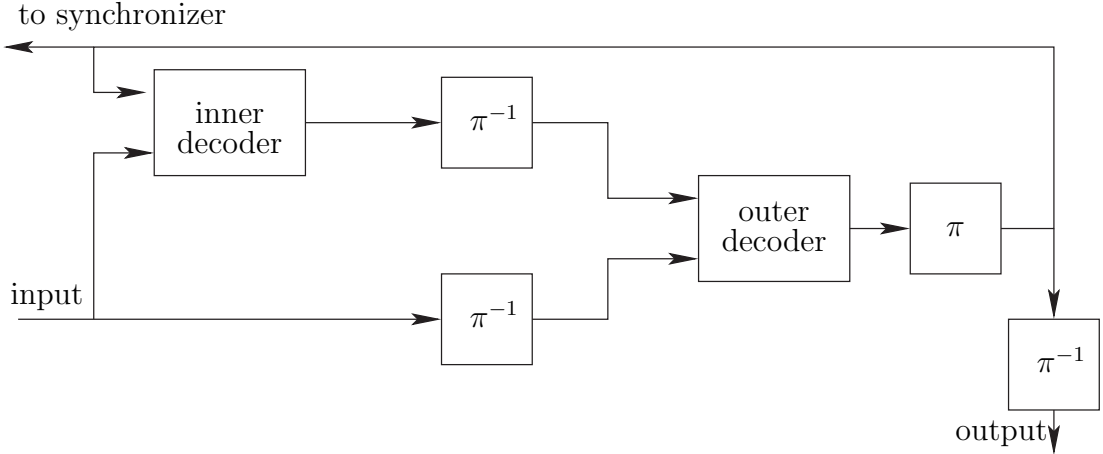 to synchronizer
inner
decoder
π⁻¹
outer
decoder
π
input
π⁻¹
π⁻¹
output